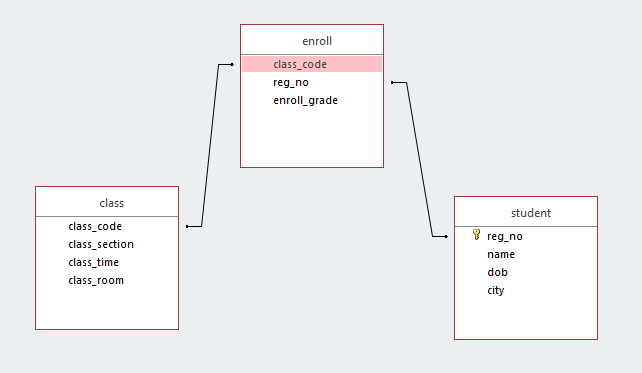 enroll
class_code
reg_no
enroll_grade
class
class_code
class_section
class_time
class_room
student
reg_no
name
dob
city